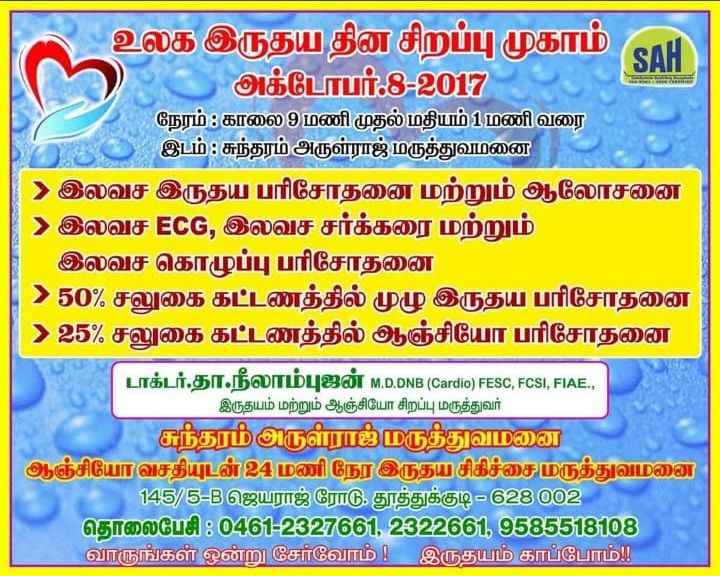 உலக இருதய தின சிறப்பு முகாம்
அக்டோபர்.8-2017
SAH
நேரம் : காலை 9 மணி முதல் மதியம் 1 மணி வரை
இடம் : சுந்தரம் அருள்ராஜ் மருத்துவமனை
> இலவச இருதய பரிசோதனை மற்றும் ஆலோசனை
> இலவச ECG, இலவச சர்க்கரை மற்றும்
இலவச கொழுப்பு பரிசோதனை
> 50% சலுகை கட்டணத்தில் முழு இருதய பரிசோதனை
> 25% சலுகை கட்டணத்தில் ஆஞ்சியோ பரிசோதனை
டாக்டர்.தா.நீலாம்புஜன் M.D.DNB (Cardio) FESC, FCSI, FIAE.,
இருதயம் மற்றும் ஆஞ்சியோ சிறப்பு மருத்துவர்
சுந்தரம் அருள்ராஜ் மருத்துவமனை
ஆஞ்சியோ வசதியுடன் 24 மணி நேர இருதய சிகிச்சை மருத்துவமனை
145/5-B ஜெயராஜ் ரோடு. தூத்துக்குடி - 628 002
தொலைபேசி : 0461-2327661, 2322661, 9585518108
வாருங்கள் ஒன்று சேர்வோம் ! இருதயம் காப்போம்!!